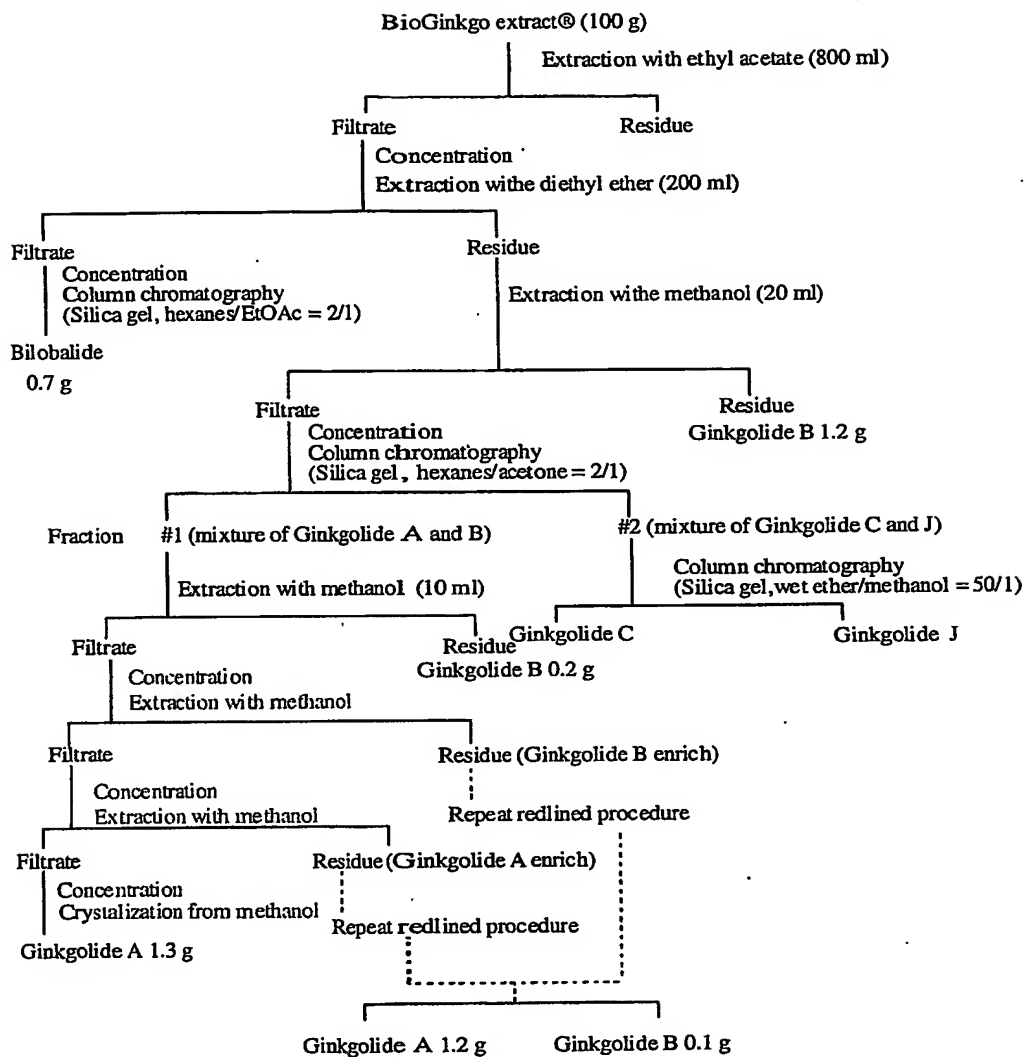 BioGinkgo extract® (100 g)
Extraction with ethyl acetate (800 ml)
Filtrate
Residue
Concentration
Extraction withe diethyl ether (200 ml)
Filtrate
Residue
Concentration
Column chromatography
(Silica gel, hexanes/EtOAc = 2/1)
Extraction withe methanol (20 ml)
Bilobalide
0.7 g
Filtrate
Residue
Ginkgolide B 1.2 g
Concentration
Column chromatography
(Silica gel, hexanes/acetone = 2/1)
Fraction #1 (mixture of Ginkgolide A and B)
#2 (mixture of Ginkgolide C and J)
Extraction with methanol (10 ml)
Column chromatography
(Silica gel, wet ether/methanol = 50/1)
Filtrate
Residue
Ginkgolide B 0.2 g
Ginkgolide C
Ginkgolide J
Concentration
Extraction with methanol
Filtrate
Residue (Ginkgolide B enrich)
Concentration
Extraction with methanol
Repeat redlined procedure
Filtrate
Residue (Ginkgolide A enrich)
Concentration
Crystalization from methanol
Repeat redlined procedure
Ginkgolide A 1.3 g
Ginkgolide A 1.2 g
Ginkgolide B 0.1 g